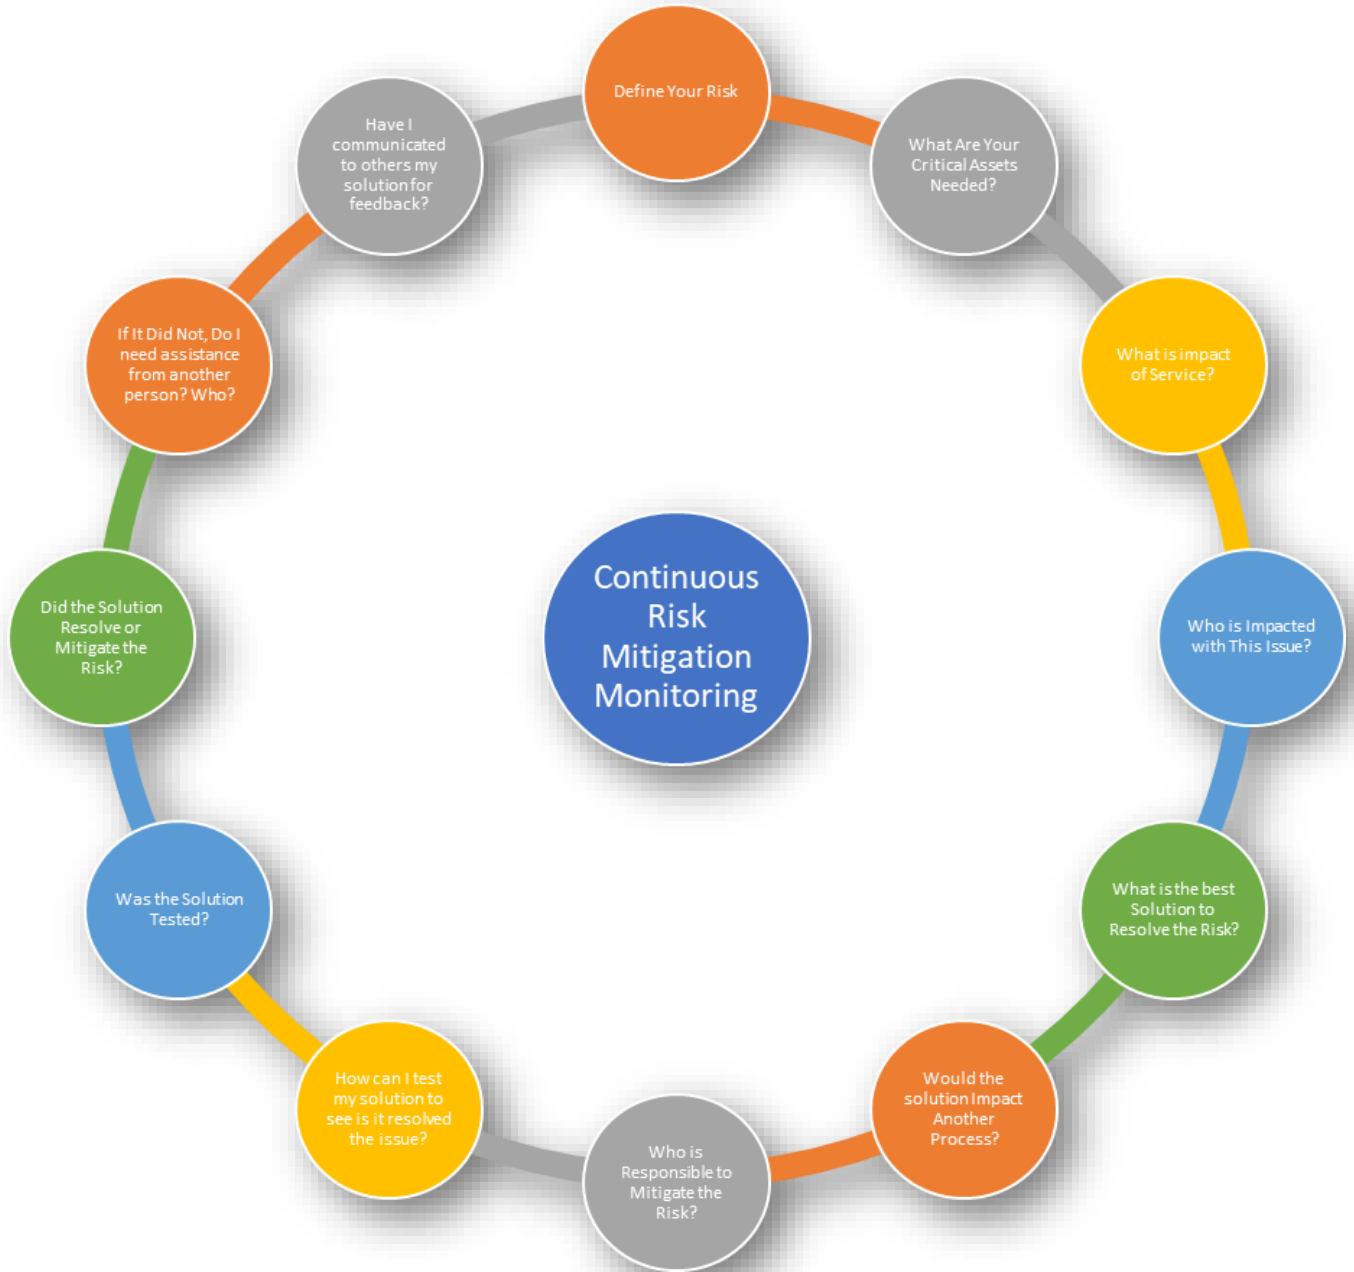 Define Your Risk
What Are Your
Critical Assets
Needed?
What is impact
of Service?
Who is Impacted
with This Issue?
What is the best
Solution to
Resolve the Risk?
Would the
solution Impact
Another
Process?
Who is
Responsible to
Mitigate the
Risk?
How can I test
my solution to
see is it resolved
the issue?
Was the Solution
Tested?
Did the Solution
Resolve or
Mitigate the
Risk?
If It Did Not, Do I
need assistance
from another
person? Who?
Have I
communicated
to others my
solution for
feedback?
Continuous
Risk
Mitigation
Monitoring